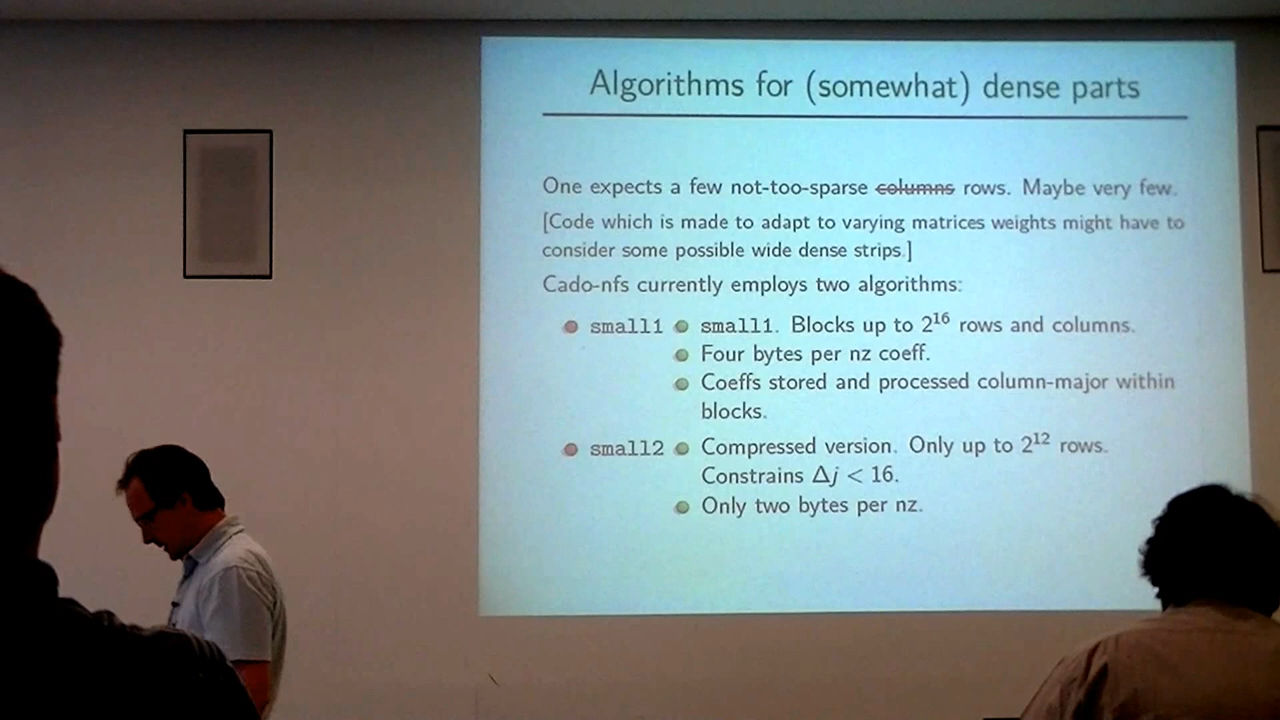 Algorithms for (somewhat) dense parts
One expects a few not-too-sparse columns rows. Maybe very few.
[Code which is made to adapt to varying matrices weights might have to
consider some possible wide dense strips.]
Cado-nfs currently employs two algorithms:
● small1 ● small1. Blocks up to 2^16 rows and columns.
● Four bytes per nz coeff.
● Coeffs stored and processed column-major within
blocks.
● small2 ● Compressed version. Only up to 2^12 rows.
Constrains Δj < 16.
● Only two bytes per nz.